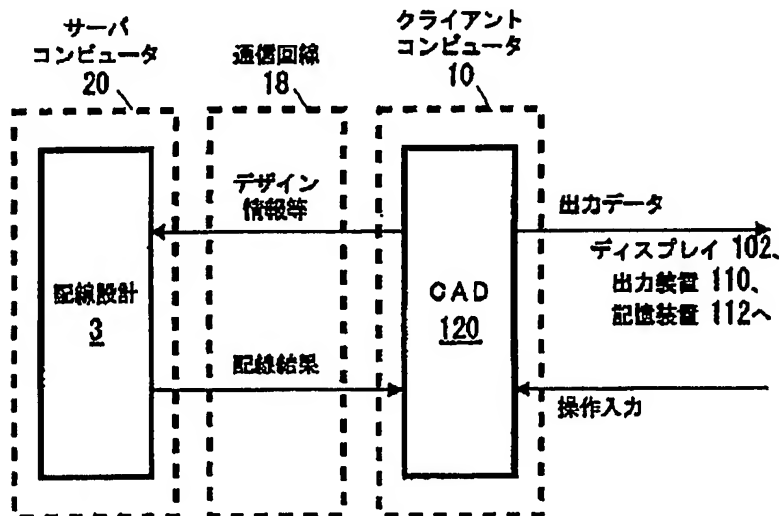 サーバ
コンピュータ
20
通信回線
18
クライアント
コンピュータ
10
デザイン
情報等
出力データ
ディスプレイ 102、
出力装置 110、
記憶装置 112へ
配線設計
3
CAD
120
配線結果
操作入力